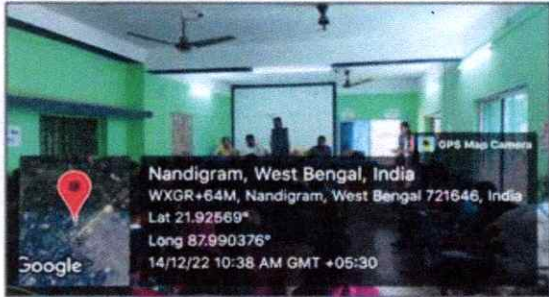 GPS Map Camera
Nandigram, West Bengal, India
WXGR+64M, Nandigram, West Bengal 721646, India
Lat 21.92569°
Long 87.990376°
14/12/22 10:38 AM GMT +05:30
Google